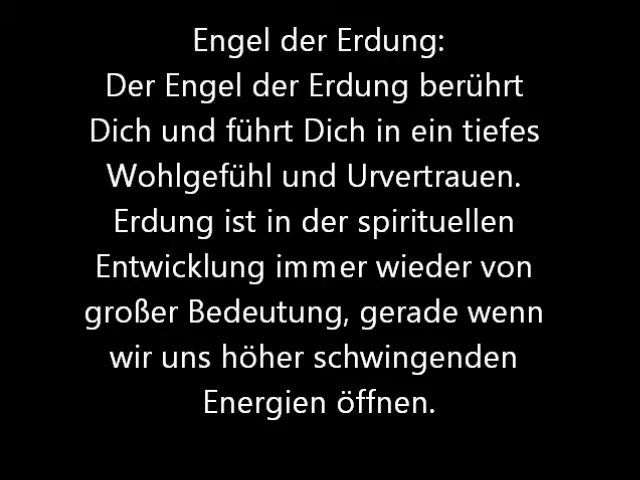 Engel der Erdung:
Der Engel der Erdung berührt
Dich und führt Dich in ein tiefes
Wohlgefühl und Urvertrauen.
Erdung ist in der spirituellen
Entwicklung immer wieder von
großer Bedeutung, gerade wenn
wir uns höher schwingenden
Energien öffnen.